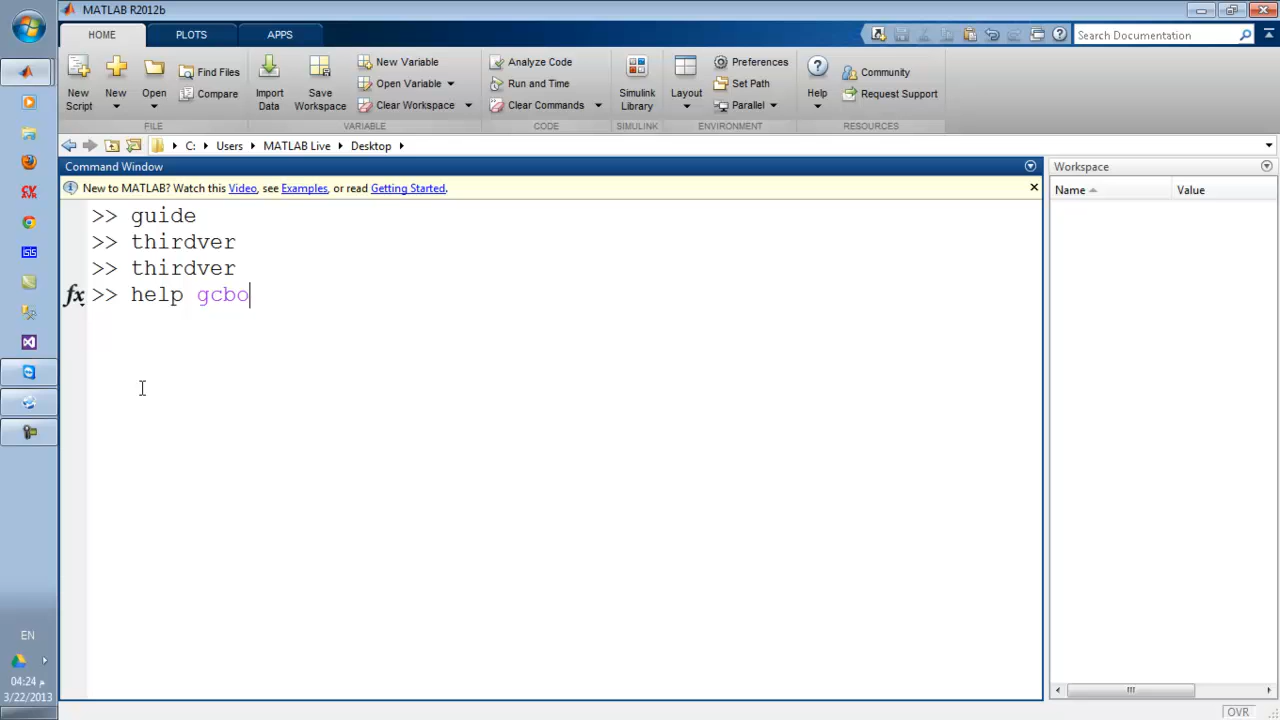 MATLAB R2012b
HOME PLOTS APPS
Search Documentation
New Script
New
Open
Find Files
Compare
Import Data
Save Workspace
New Variable
Open Variable
Clear Workspace
Analyze Code
Run and Time
Clear Commands
Simulink Library
Layout
Preferences
Set Path
Parallel
Help
Community
Request Support
FILE VARIABLE CODE SIMULINK ENVIRONMENT RESOURCES
C: Users MATLAB Live Desktop
Command Window
Workspace
New to MATLAB? Watch this Video, see Examples, or read Getting Started.
Name Value
>> guide
>> thirdver
>> thirdver
fx >> help gcbo
CV
AVR
ISIS
EN
04:24 م
3/22/2013
OVR